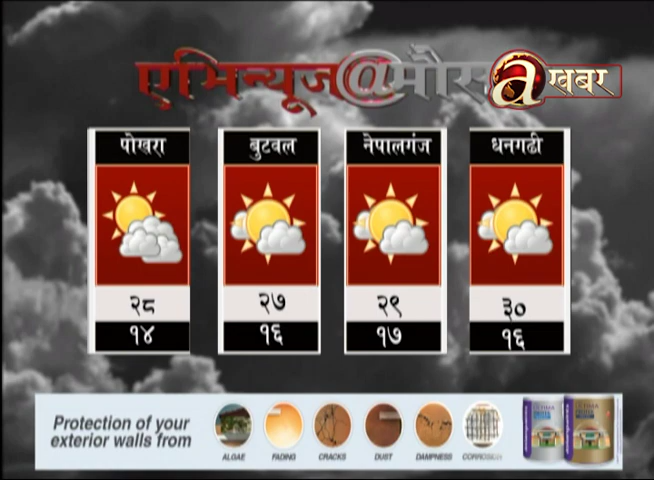 एभिन्यूज@मौस
a खबर
पोखरा बुटवल नेपालगंज धनगढी
२८ २७ २९ ३०
१४ १६ १७ १६
Protection of your
exterior walls from
ALGAE FADING CRACKS DUST DAMPNESS CORROSION